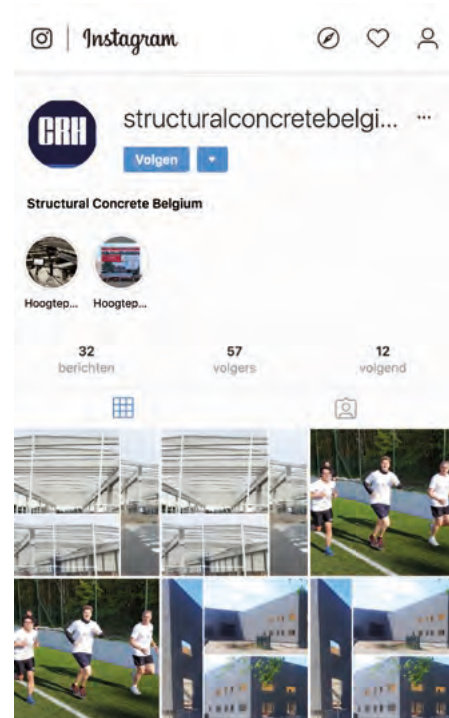 Instagram
CRH
structuralconcretebelgi... ...
Volgen
Structural Concrete Belgium
Hoogtep... Hoogtep...
32 57 12
berichten volgers volgend